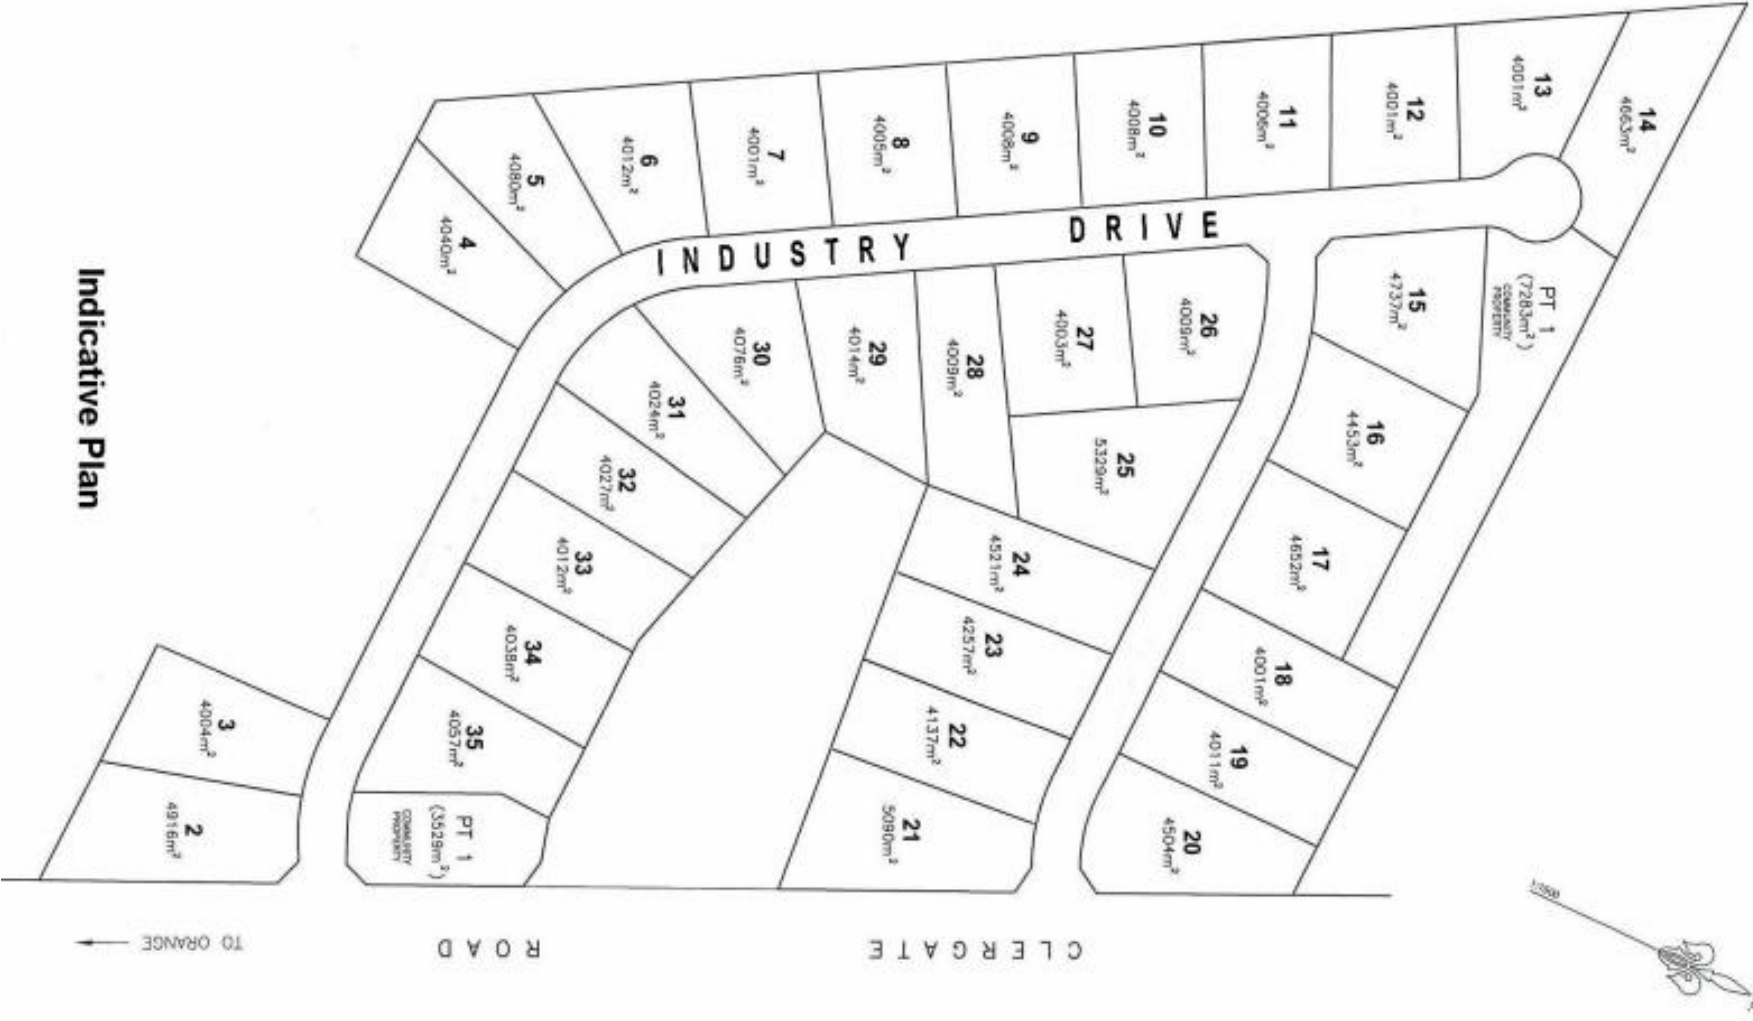 13
4001m²
14
4663m²
12
4001m²
11
4006m²
10
4008m²
9
4008m²
8
4005m²
7
4001m²
6
4012m²
5
4080m²
4
4040m²
INDUSTRY DRIVE
15
4737m²
PT 1
(7283m²)
COMMUNITY
PROPERTY
26
4009m²
27
4003m²
28
4009m²
29
4014m²
30
4076m²
31
4024m²
16
4453m²
25
5329m²
32
4027m²
17
4652m²
24
4521m²
33
4012m²
23
4257m²
34
4038m²
18
4001m²
22
4137m²
35
4057m²
19
4011m²
3
4004m²
21
5090m²
20
4504m²
2
4916m²
PT 1
(3529m²)
COMMUNITY
PROPERTY
Indicative Plan
CLERGATE ROAD
TO ORANGE